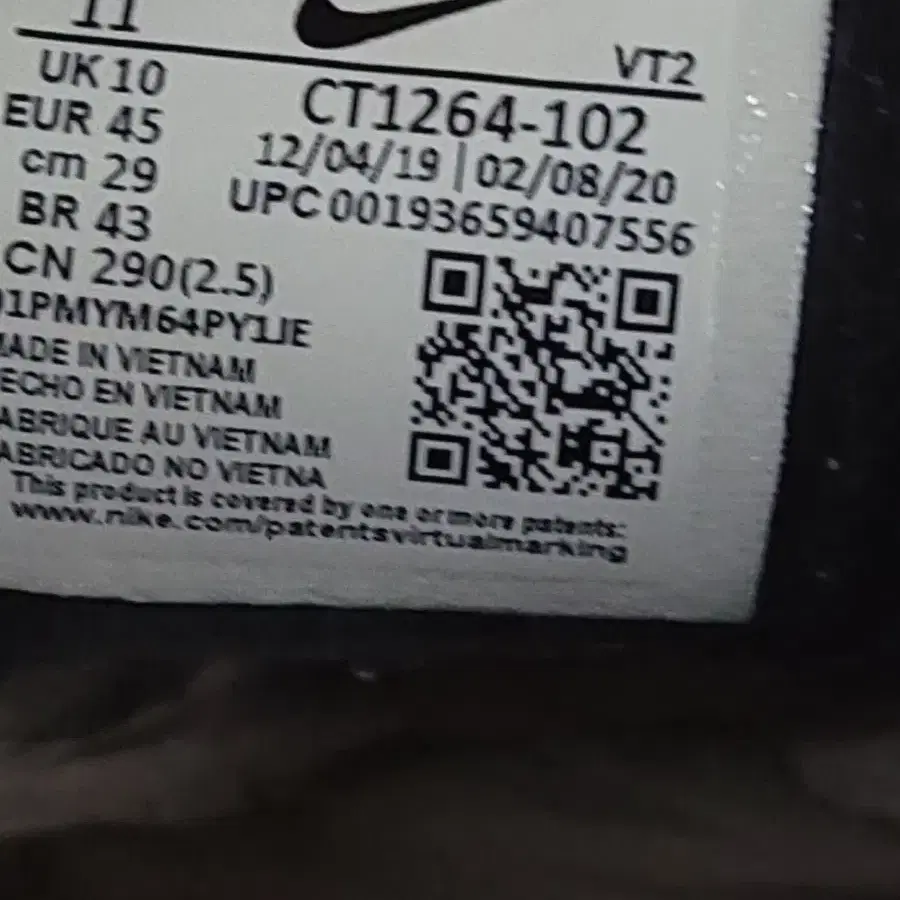 11
VT2
UK 10
EUR 45
cm 29
BR 43
CN 290(2.5)
CT1264-102
12/04/19 | 02/08/20
UPC 00193659407556
1PMYM64PY1JE
MADE IN VIETNAM
ECHO EN VIETNAM
ABRIQUE AU VIETNAM
ABRICADO NO VIETNA
This product is covered by one or more patents:
www.nike.com/patentsvirtualmarking